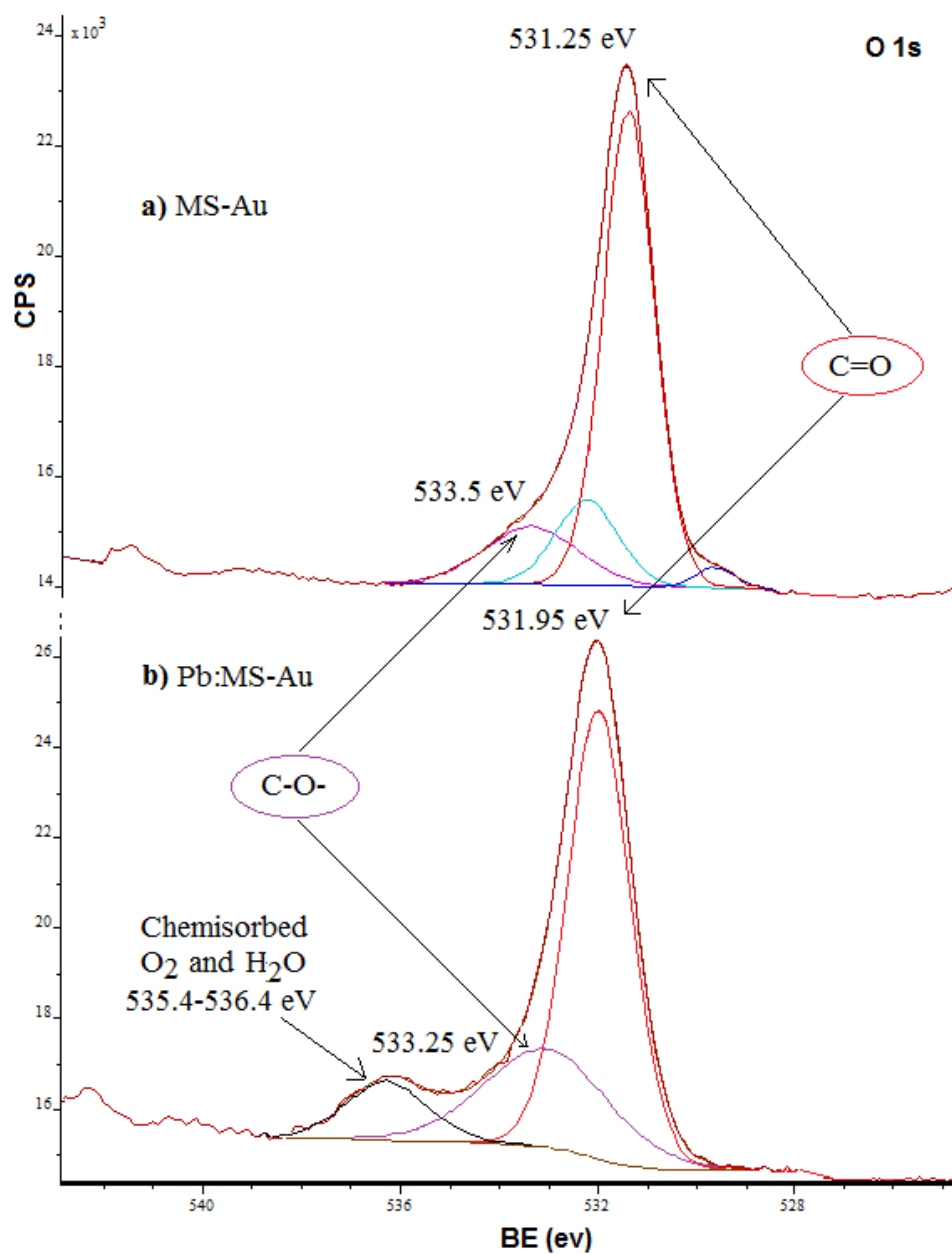 24
x 10³
531.25 eV
O 1s
22
a) MS-Au
20
CPS
18
C=O
16
533.5 eV
14
531.95 eV
26
b) Pb:MS-Au
24
C-O-
22
20
Chemisorbed
O₂ and H₂O
535.4-536.4 eV
18
533.25 eV
16
540
536
532
528
BE (ev)